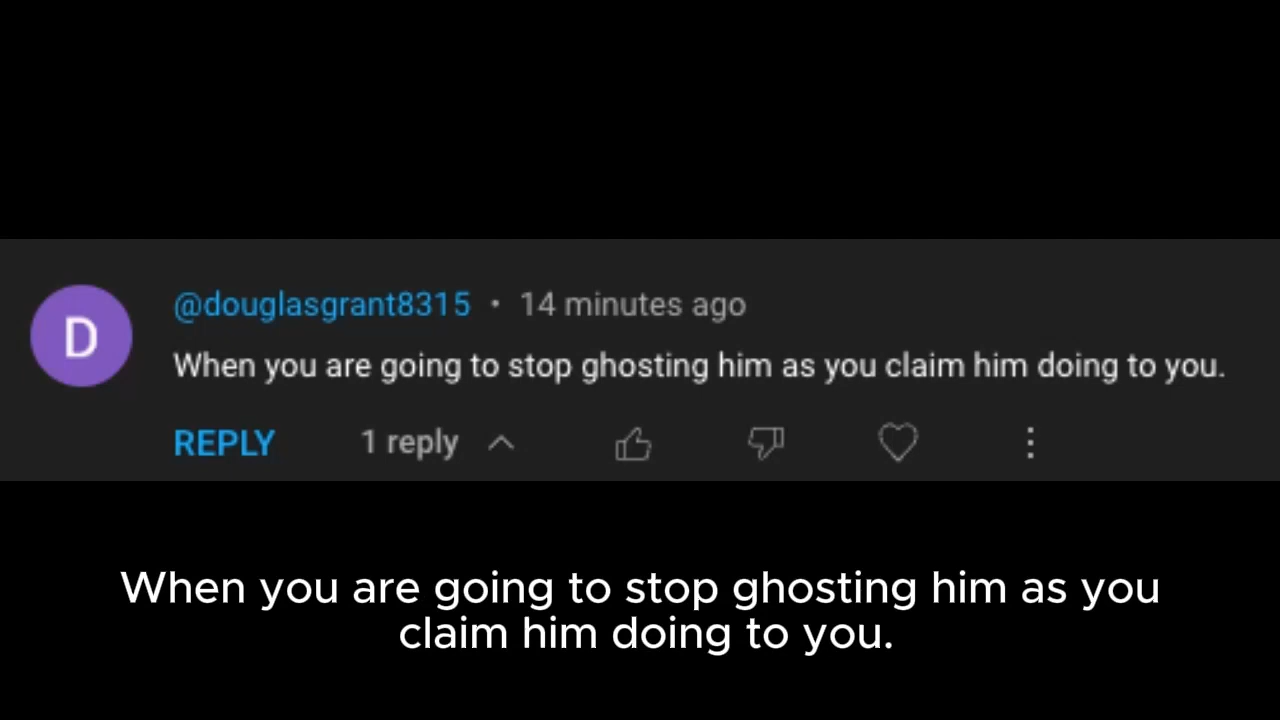 D
@douglasgrant8315 • 14 minutes ago
When you are going to stop ghosting him as you claim him doing to you.
REPLY 1 reply
When you are going to stop ghosting him as you
claim him doing to you.